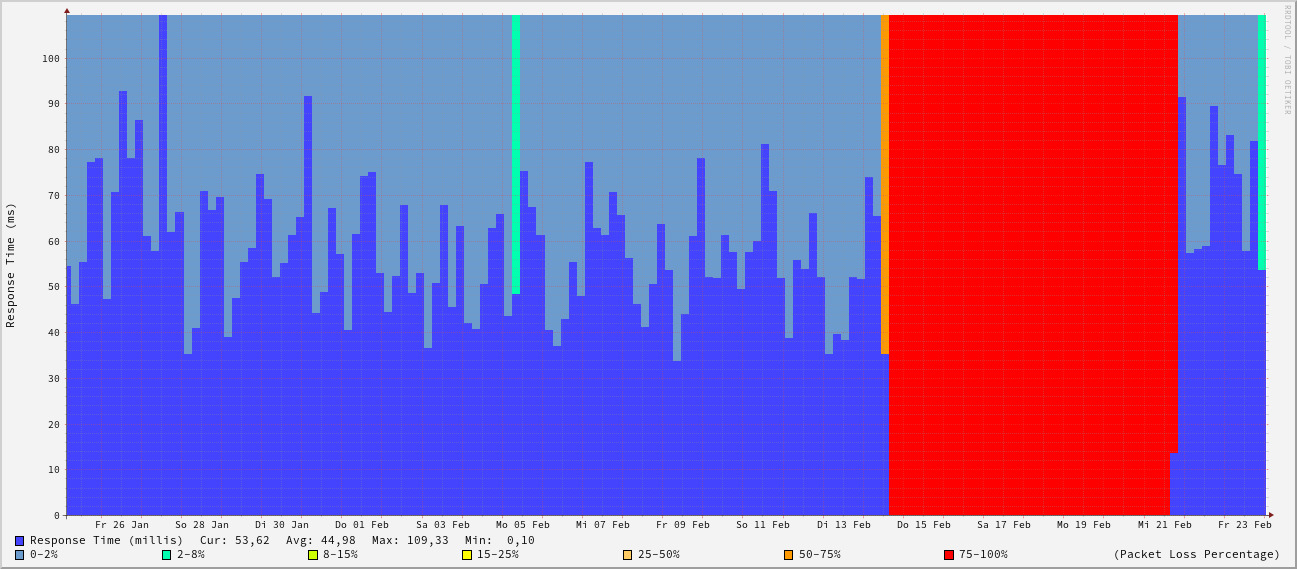 RRDTOOL / TOBI OETIKER
Response Time (ms)
100
90
80
70
60
50
40
30
20
10
0
Fr 26 Jan So 28 Jan Di 30 Jan Do 01 Feb Sa 03 Feb Mo 05 Feb Mi 07 Feb Fr 09 Feb So 11 Feb Di 13 Feb Do 15 Feb Sa 17 Feb Mo 19 Feb Mi 21 Feb Fr 23 Feb
Response Time (millis) Cur: 53,62 Avg: 44,98 Max: 109,33 Min: 0,10
0-2% 2-8% 8-15% 15-25% 25-50% 50-75% 75-100% (Packet Loss Percentage)